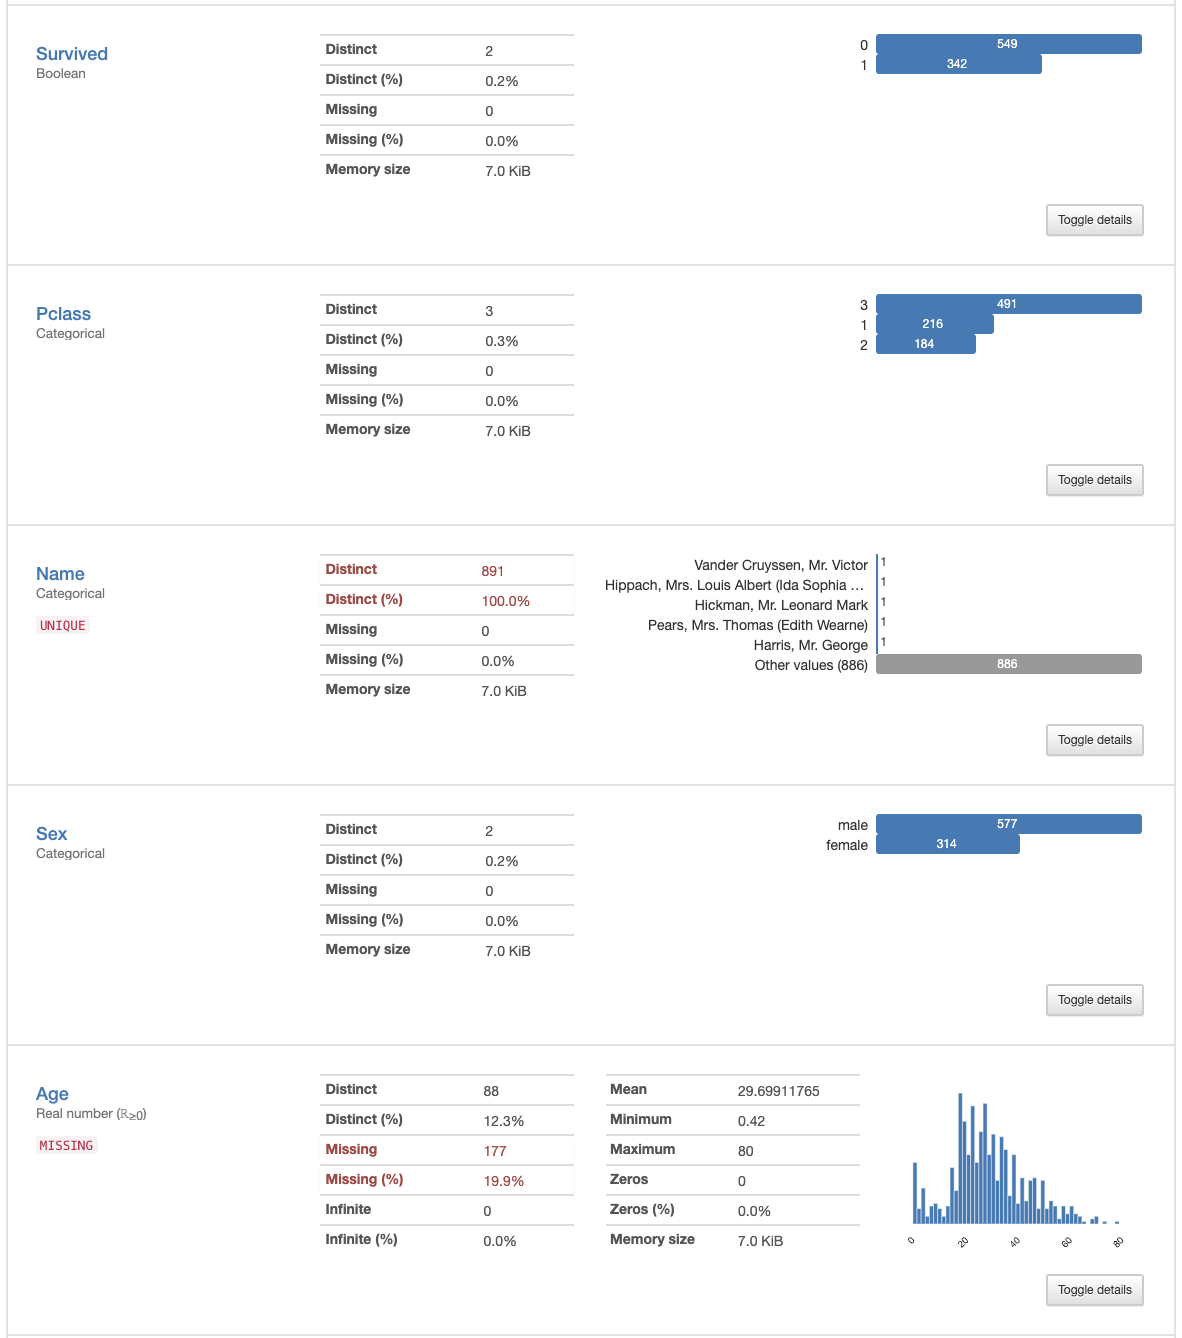 Survived
Boolean
Distinct 2
Distinct (%) 0.2%
Missing 0
Missing (%) 0.0%
Memory size 7.0 KiB
0 549
1 342
Toggle details
Pclass
Categorical
Distinct 3
Distinct (%) 0.3%
Missing 0
Missing (%) 0.0%
Memory size 7.0 KiB
3 491
1 216
2 184
Toggle details
Name
Categorical
UNIQUE
Distinct 891
Distinct (%) 100.0%
Missing 0
Missing (%) 0.0%
Memory size 7.0 KiB
Vander Cruyssen, Mr. Victor 1
Hippach, Mrs. Louis Albert (Ida Sophia ... 1
Hickman, Mr. Leonard Mark 1
Pears, Mrs. Thomas (Edith Wearne) 1
Harris, Mr. George 1
Other values (886) 886
Toggle details
Sex
Categorical
Distinct 2
Distinct (%) 0.2%
Missing 0
Missing (%) 0.0%
Memory size 7.0 KiB
male 577
female 314
Toggle details
Age
Real number (ℝ≥0)
MISSING
Distinct 88
Distinct (%) 12.3%
Missing 177
Missing (%) 19.9%
Infinite 0
Infinite (%) 0.0%
Mean 29.69911765
Minimum 0.42
Maximum 80
Zeros 0
Zeros (%) 0.0%
Memory size 7.0 KiB
0 20 40 60 80
Toggle details